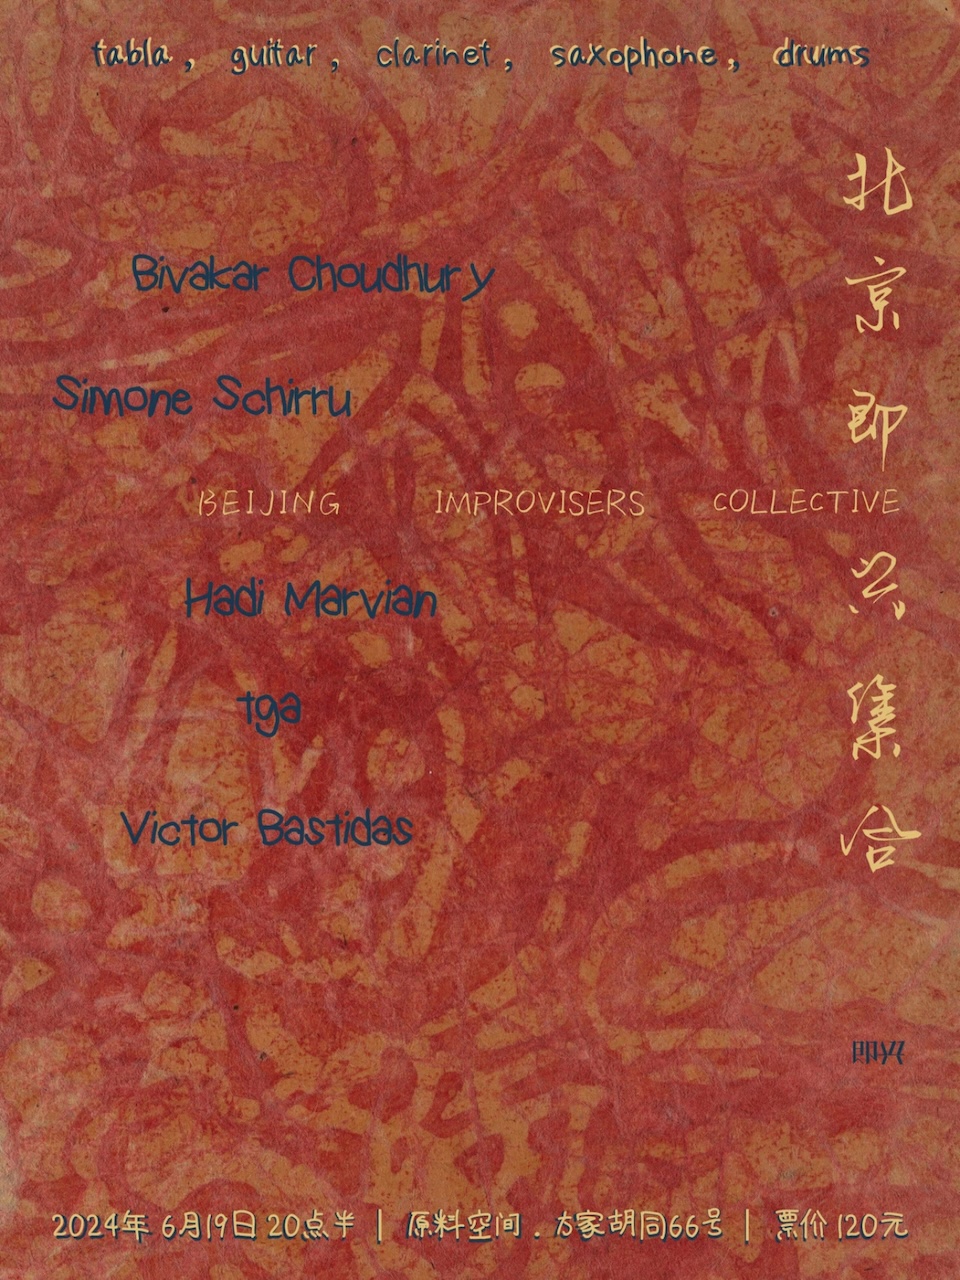 tabla , guitar , clarinet , saxophone , drums
北京即兴集合
Bivakar Choudhury
Simone Schirru
BEIJING IMPROVISERS COLLECTIVE
Hadi Marvian
tga
Victor Bastidas
即兴
2024年 6月19日 20点半 | 原料空间 . 方家胡同66号 | 票价 120元